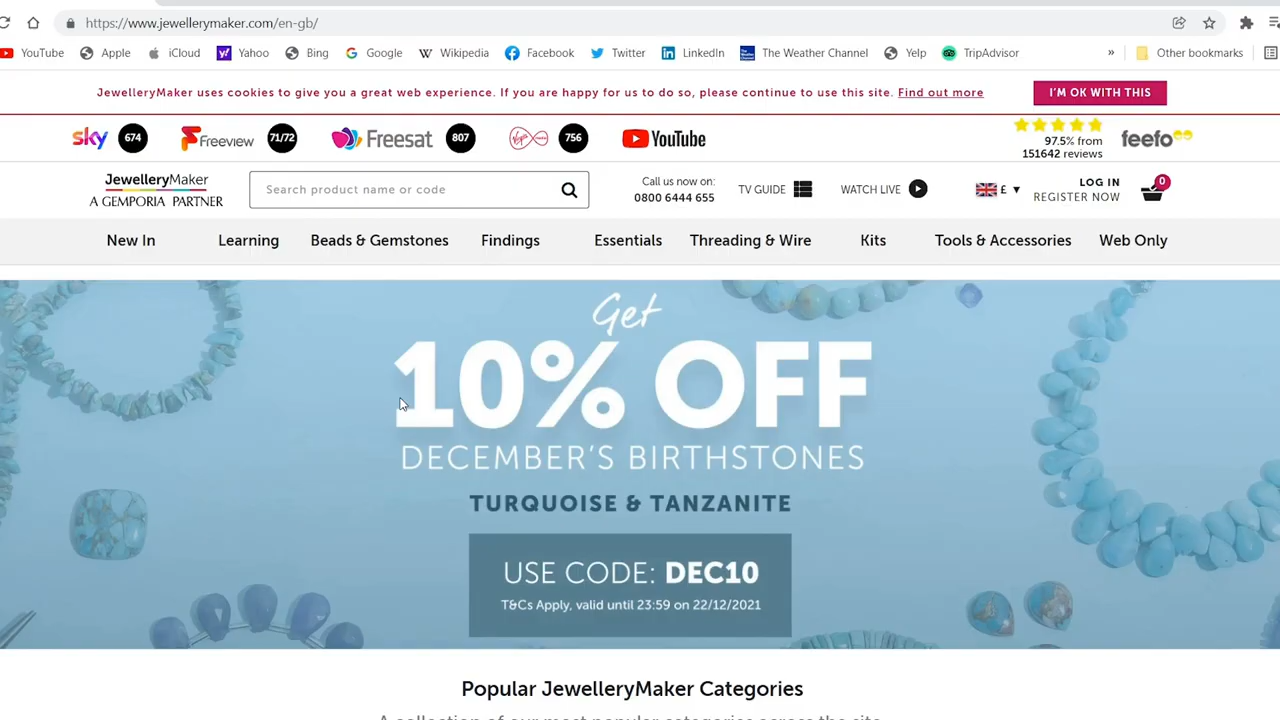 https://www.jewellerymaker.com/en-gb/
YouTube Apple iCloud Yahoo Bing Google Wikipedia Facebook Twitter LinkedIn The Weather Channel Yelp TripAdvisor » Other bookmarks
JewelleryMaker uses cookies to give you a great web experience. If you are happy for us to do so, please continue to use this site. Find out more
I'M OK WITH THIS
sky 674 Freeview 71/72 Freesat 807 756 YouTube
97.5% from
151642 reviews
feefo
JewelleryMaker
A GEMPORIA PARTNER
Search product name or code
Call us now on:
0800 6444 655
TV GUIDE
WATCH LIVE
£ ▼
LOG IN
REGISTER NOW
0
New In Learning Beads & Gemstones Findings Essentials Threading & Wire Kits Tools & Accessories Web Only
Get
10% OFF
DECEMBER'S BIRTHSTONES
TURQUOISE & TANZANITE
USE CODE: DEC10
T&Cs Apply, valid until 23:59 on 22/12/2021
Popular JewelleryMaker Categories
A collection of our most popular categories across the site